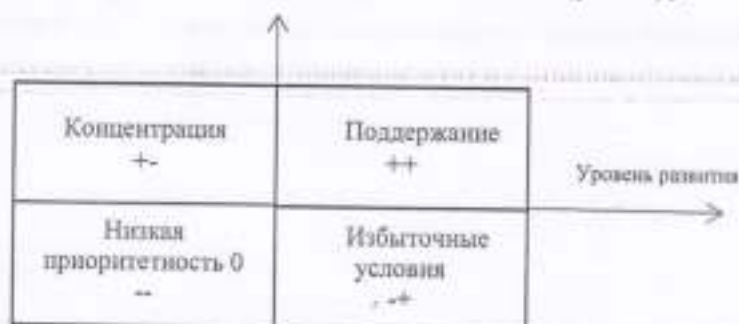 Концентрация
+-
Поддержание
++
Уровень развития
Низкая
приоритетность 0
--
Избыточные
условия
. -+